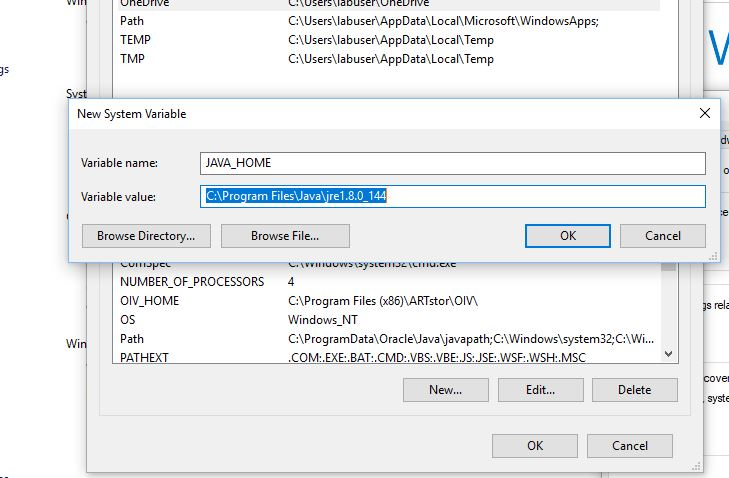 Win
OneDrive C:\Users\labuser\OneDrive
Path C:\Users\labuser\AppData\Local\Microsoft\WindowsApps;
TEMP C:\Users\labuser\AppData\Local\Temp
TMP C:\Users\labuser\AppData\Local\Temp
gs
Syst
New System Variable
Variable name: JAVA_HOME
Variable value: C:\Program Files\Java\jre1.8.0_144
Browse Directory... Browse File... OK Cancel
ComSpec C:\Windows\system32\cmd.exe
NUMBER_OF_PROCESSORS 4
OIV_HOME C:\Program Files (x86)\ARTstor\OIV\
gs rela
OS Windows_NT
Win
Path C:\ProgramData\Oracle\Java\javapath;C:\Windows\system32;C:\Wi...
PATHEXT .COM;.EXE;.BAT;.CMD;.VBS;.VBE;.JS;.JSE;.WSF;.WSH;.MSC
New... Edit... Delete
cover
, syste
OK Cancel